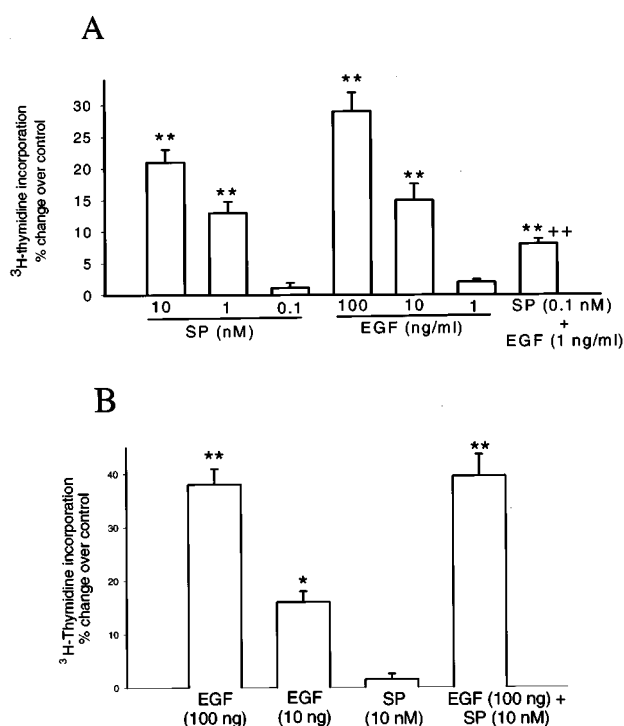 A
³H-thymidine incorporation
% change over control
30
25
20
15
10
5
0
**
**
**
**
** ++
10 1 0.1 100 10 1 SP (0.1 nM)
SP (nM) EGF (ng/ml) +
EGF (1 ng/ml)
B
³H-Thymidine incorporation
% change over control
40
30
20
10
0
**
*
**
EGF EGF SP EGF (100 ng) +
(100 ng) (10 ng) (10 nM) SP (10 nM)